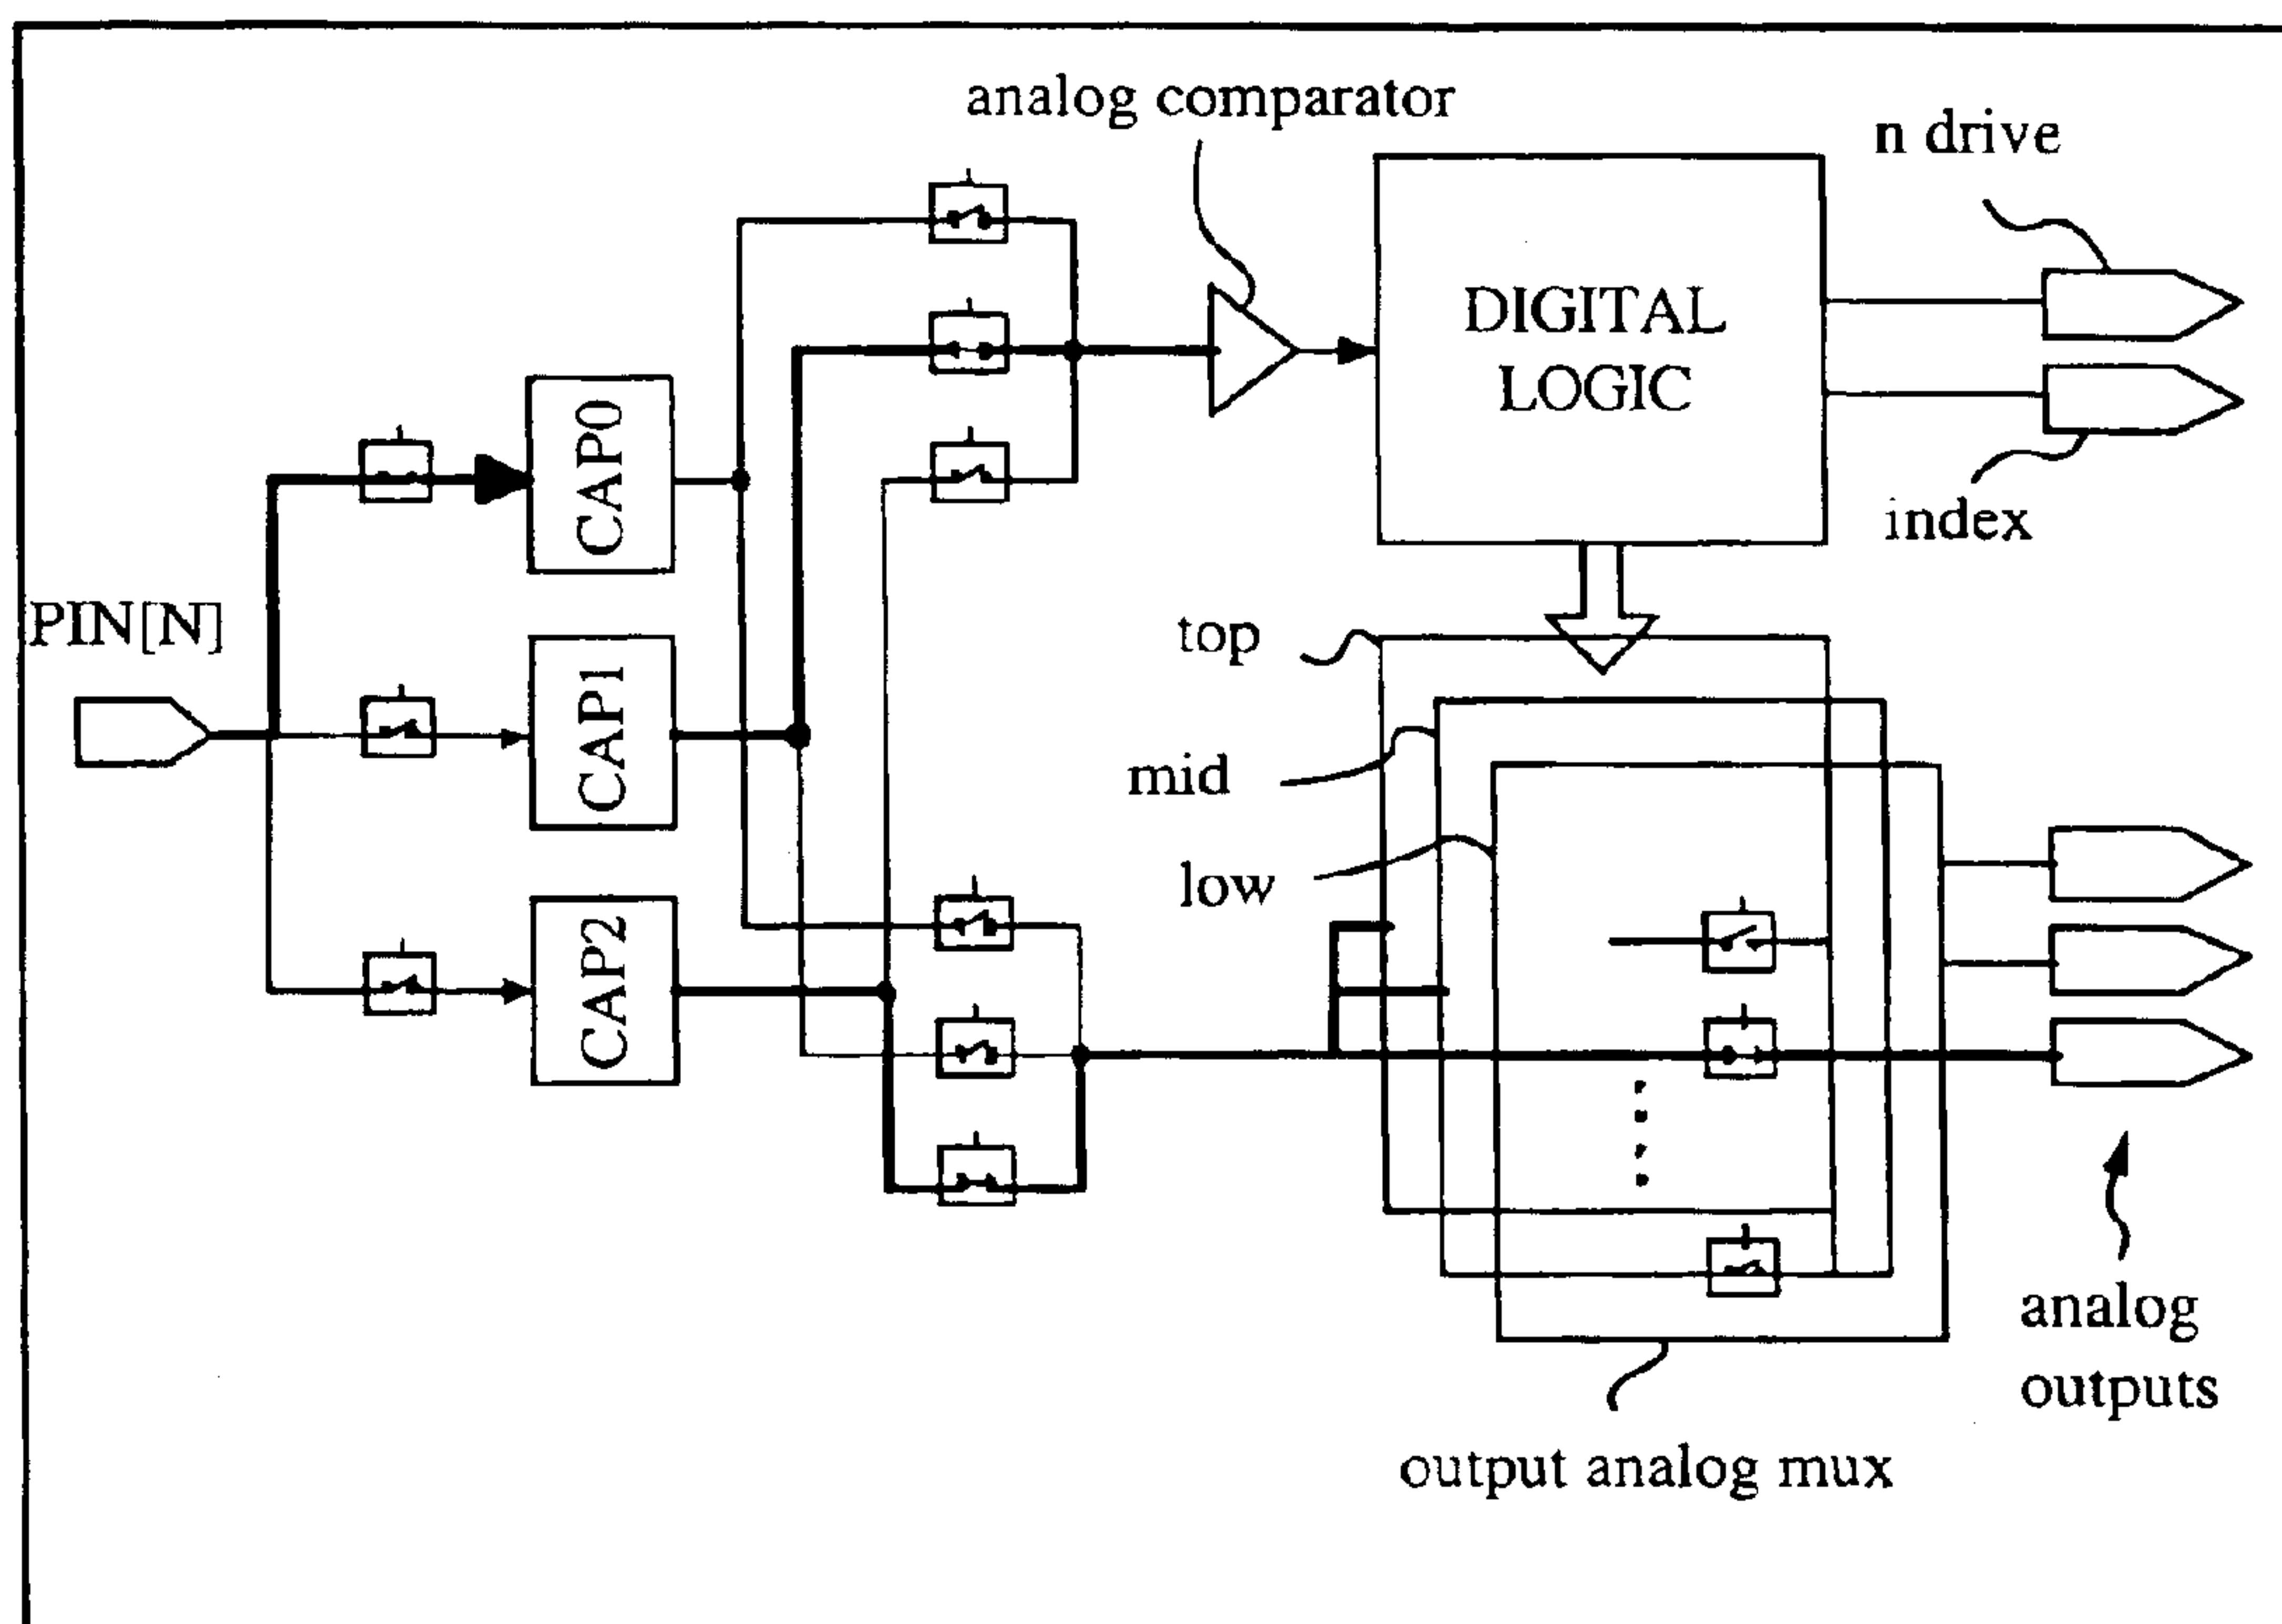 analog comparator
n drive
DIGITAL
LOGIC
index
PIN[N]
CAP0
CAP1
CAP2
top
mid
low
analog
outputs
output analog mux